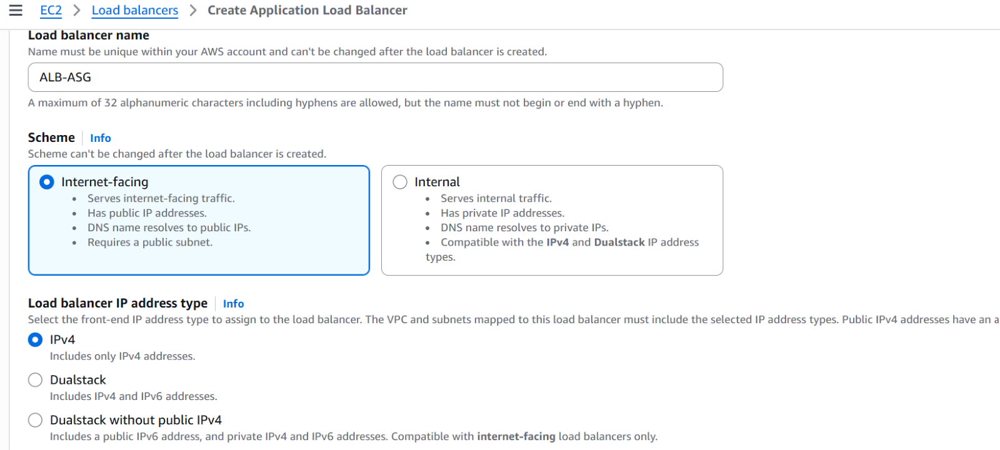 EC2 > Load balancers > Create Application Load Balancer
Load balancer name
Name must be unique within your AWS account and can't be changed after the load balancer is created.
ALB-ASG
A maximum of 32 alphanumeric characters including hyphens are allowed, but the name must not begin or end with a hyphen.
Scheme | Info
Scheme can't be changed after the load balancer is created.
Internet-facing
• Serves internet-facing traffic.
• Has public IP addresses.
• DNS name resolves to public IPs.
• Requires a public subnet.
Internal
• Serves internal traffic.
• Has private IP addresses.
• DNS name resolves to private IPs.
• Compatible with the IPv4 and Dualstack IP address
types.
Load balancer IP address type | Info
Select the front-end IP address type to assign to the load balancer. The VPC and subnets mapped to this load balancer must include the selected IP address types. Public IPv4 addresses have an a
IPv4
Includes only IPv4 addresses.
Dualstack
Includes IPv4 and IPv6 addresses.
Dualstack without public IPv4
Includes a public IPv6 address, and private IPv4 and IPv6 addresses. Compatible with internet-facing load balancers only.